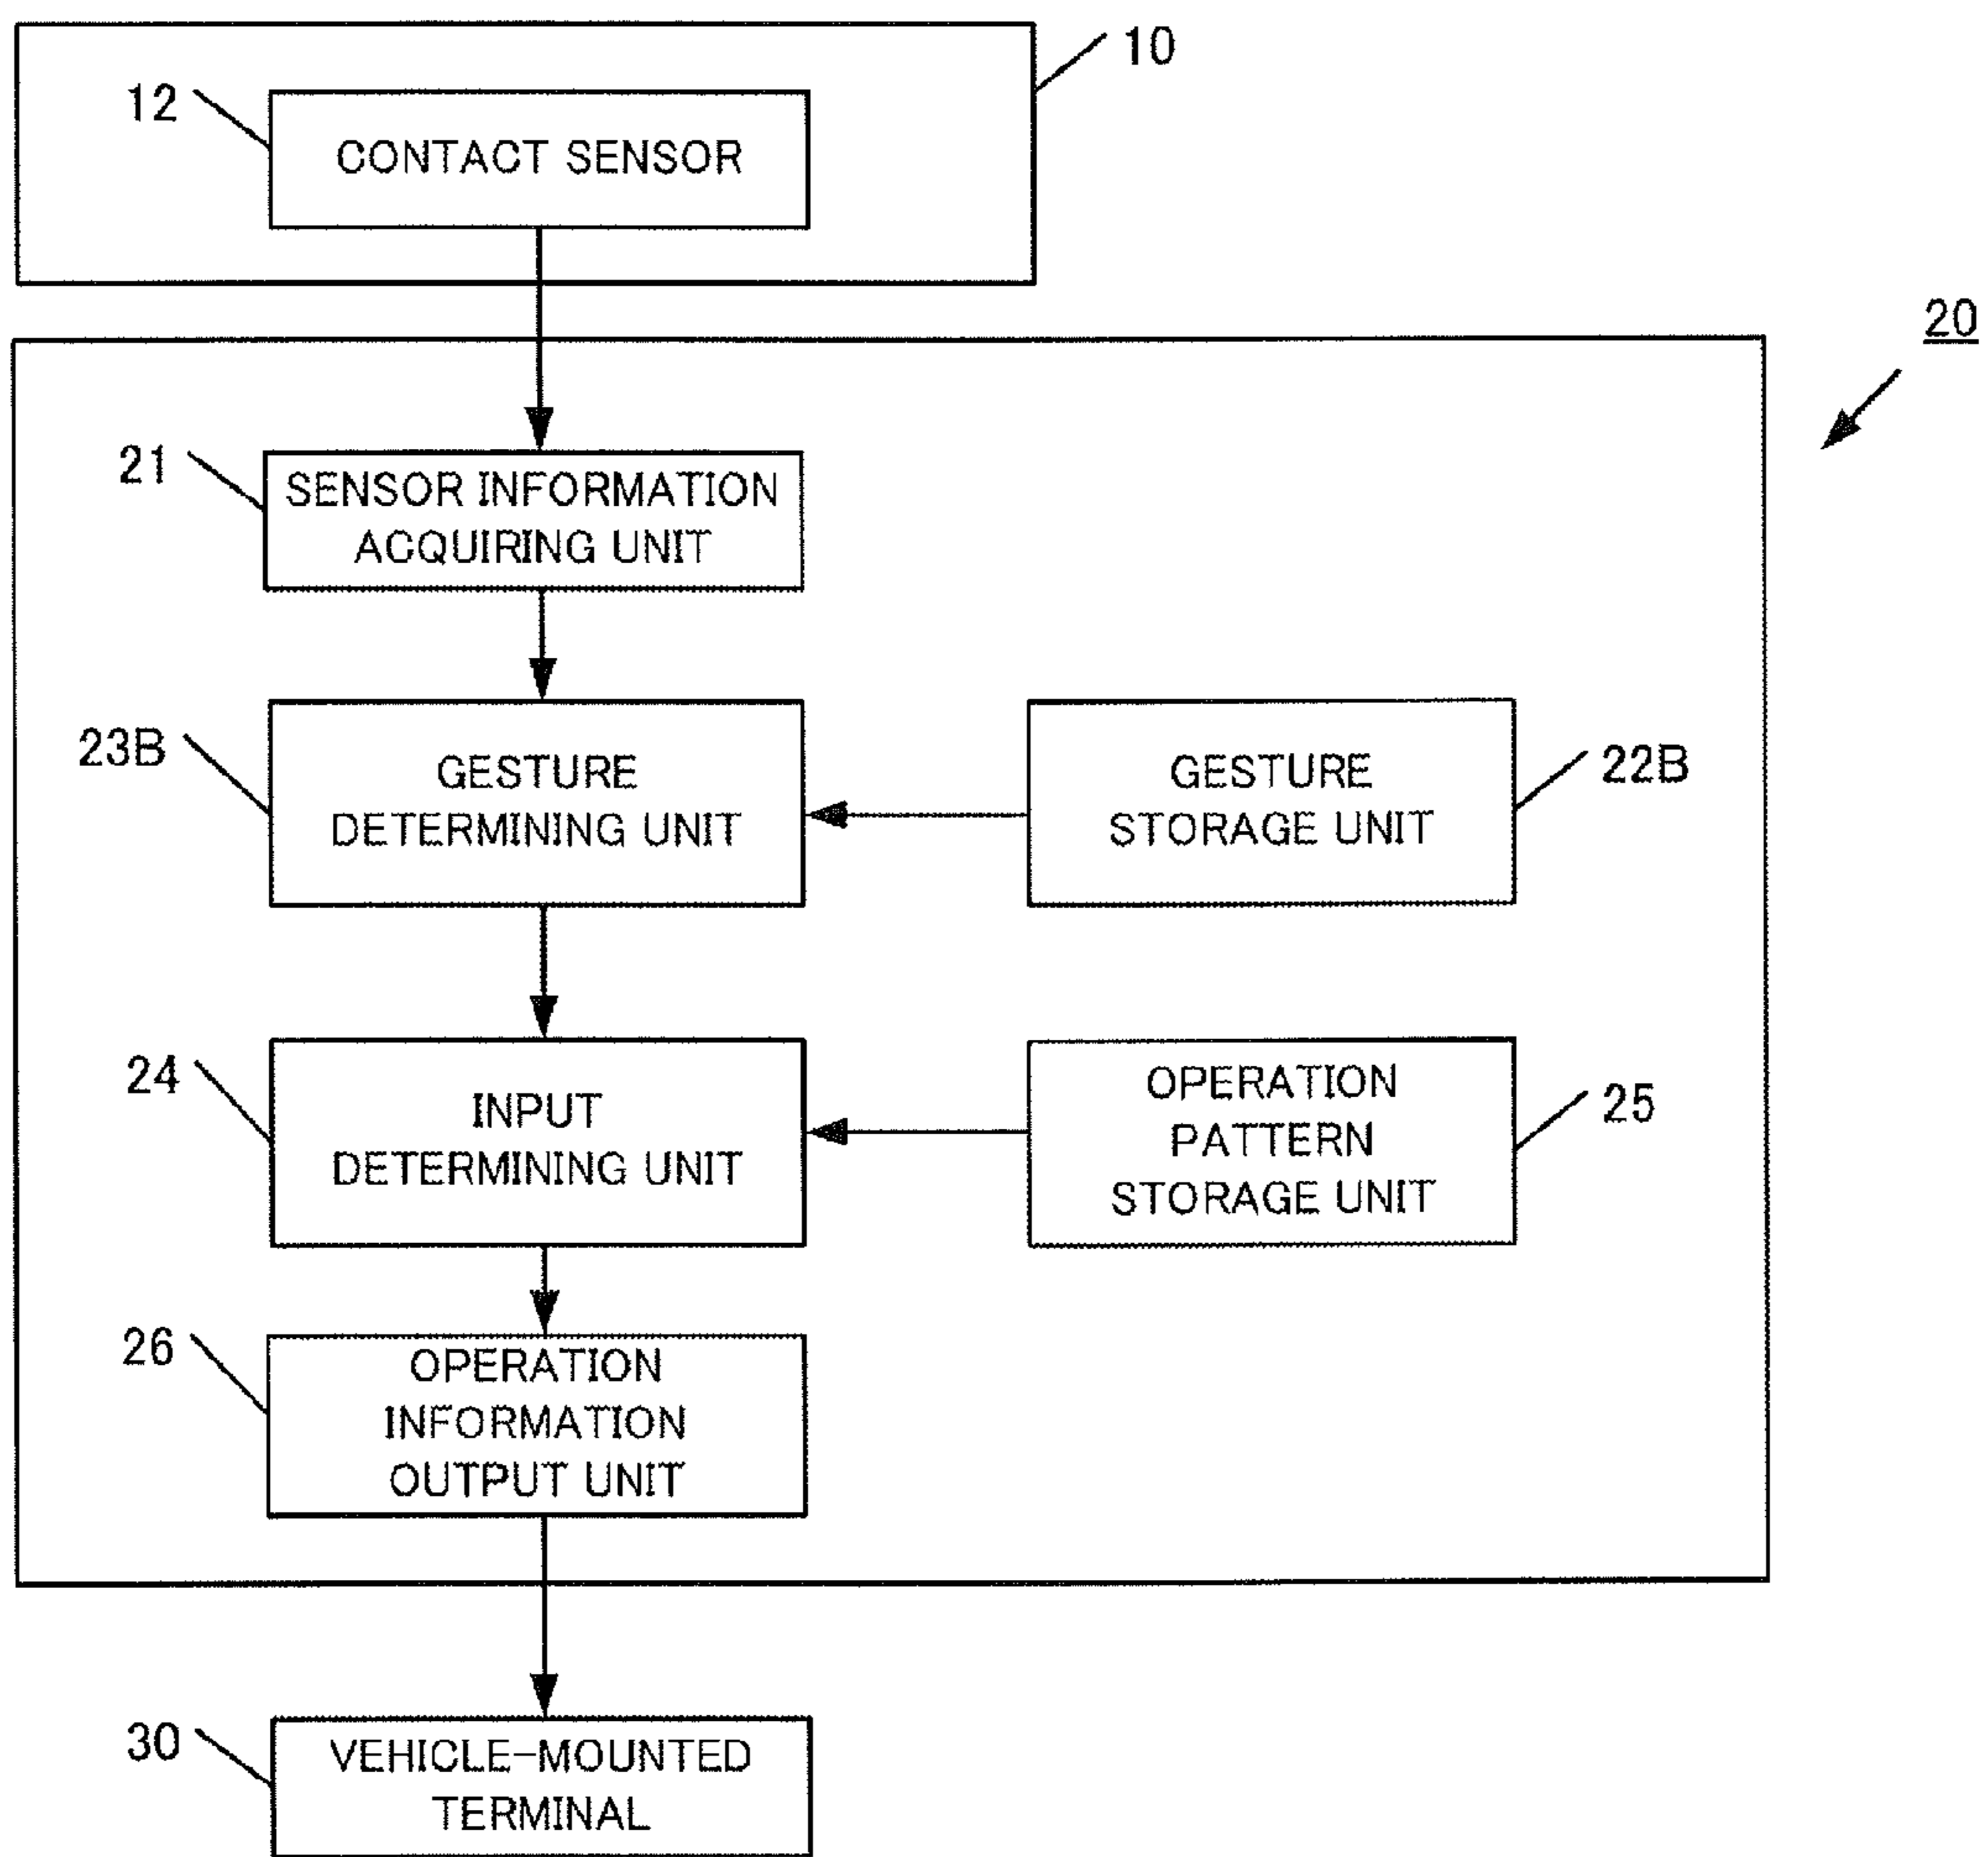 10
12
CONTACT SENSOR
20
21
SENSOR INFORMATION
ACQUIRING UNIT
23B
GESTURE
DETERMINING UNIT
GESTURE
STORAGE UNIT
22B
24
INPUT
DETERMINING UNIT
OPERATION
PATTERN
STORAGE UNIT
25
26
OPERATION
INFORMATION
OUTPUT UNIT
30
VEHICLE-MOUNTED
TERMINAL